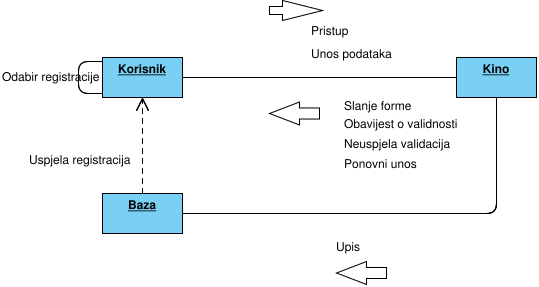 Pristup
Unos podataka
Korisnik
Kino
Odabir registracije
Slanje forme
Obavijest o validnosti
Neuspjela validacija
Ponovni unos
Uspjela registracija
Baza
Upis